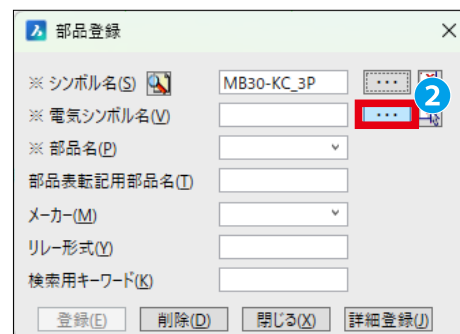 部品登録
※ シンボル名(S) MB30-KC_3P ...
※ 電気シンボル名(V) ... 2
※ 部品名(P)
部品表転記用部品名(T)
メーカー(M)
リレー形式(Y)
検索用キーワード(K)
登録(E) 削除(D) 閉じる(X) 詳細登録(J)